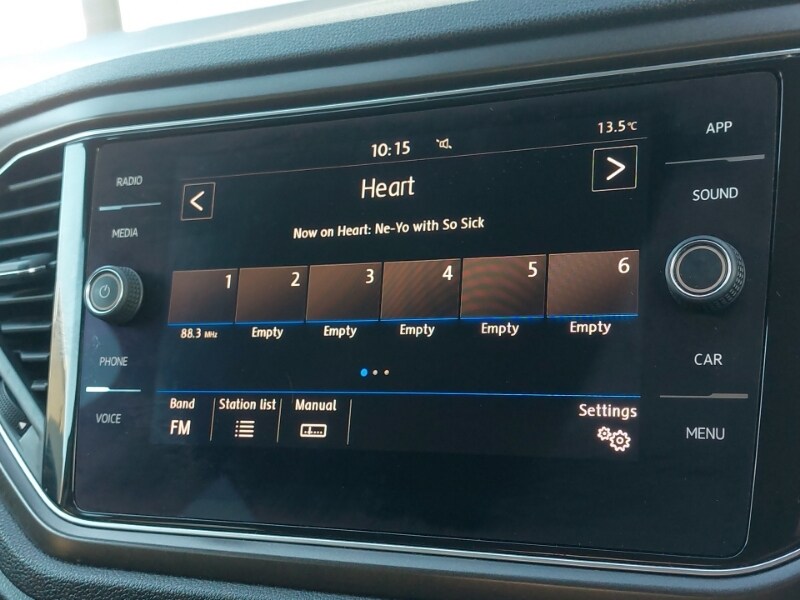 10:15
13.5°C
APP
RADIO
Heart
SOUND
MEDIA
Now on Heart: Ne-Yo with So Sick
1 2 3 4 5 6
88.3 MHz Empty Empty Empty Empty Empty
PHONE
CAR
Band Station list Manual Settings
FM
VOICE
MENU